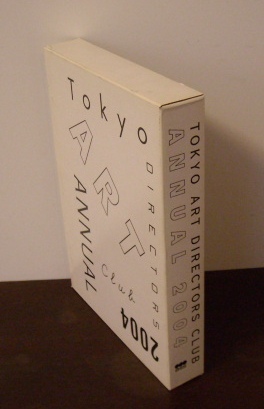 Tokyo
ART
DIRECTORS
Club
ANNUAL
2004
TOKYO ART DIRECTORS CLUB
ANNUAL 2004